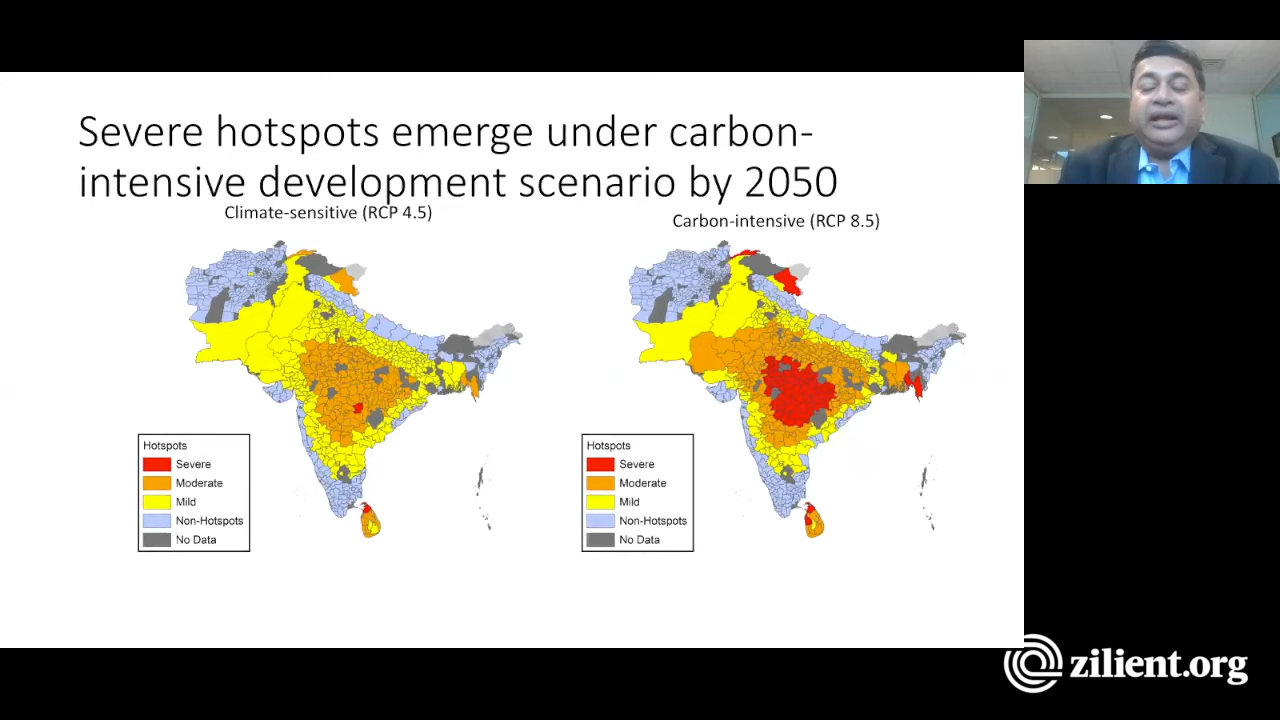 Severe hotspots emerge under carbon-
intensive development scenario by 2050
Climate-sensitive (RCP 4.5)
Carbon-intensive (RCP 8.5)
Hotspots
Severe
Moderate
Mild
Non-Hotspots
No Data
Hotspots
Severe
Moderate
Mild
Non-Hotspots
No Data
zilient.org